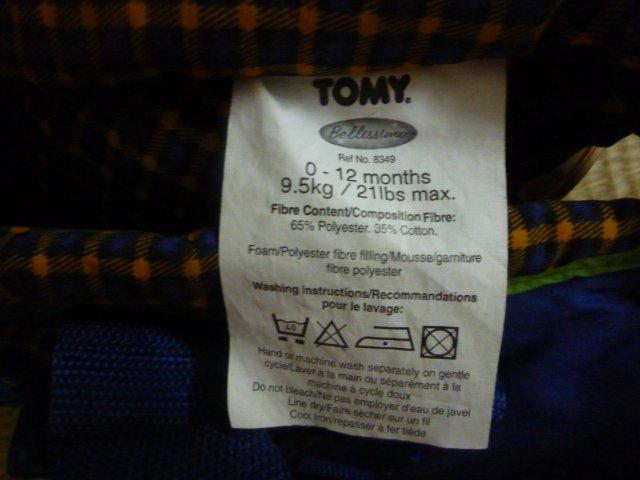 TOMY.
Bellissimo
Ref No. 8349
0 - 12 months
9.5kg / 21lbs max.
Fibre Content/Composition Fibre:
65% Polyester. 35% Cotton.
Foam/Polyester fibre filling/Mousse/garniture
fibre polyester
Washing instructions/Recommandations
pour le lavage:
40
Hand or machine wash separately on gentle
cycle/Laver à la main ou séparément à la
machine à cycle doux
Do not bleach/Ne pas employer d'eau de javel
Line dry/Faire sécher sur un fil
Cool Iron/repasser à fer tiède